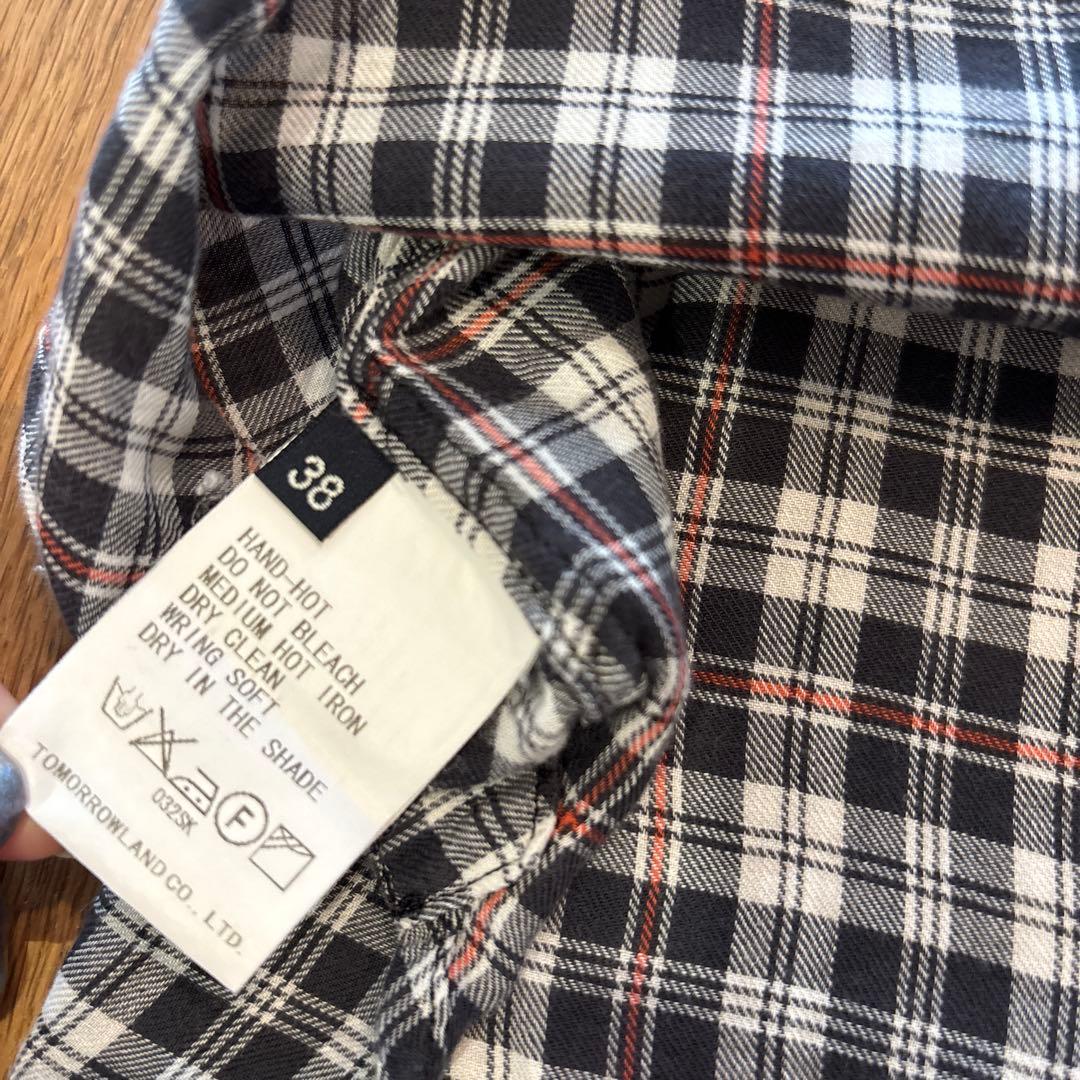 38
HAND-HOT
DO NOT BLEACH
MEDIUM HOT IRON
DRY CLEAN
WRING SOFT
DRY IN THE SHADE
032SK
F
TOMORROWLAND CO., LTD.